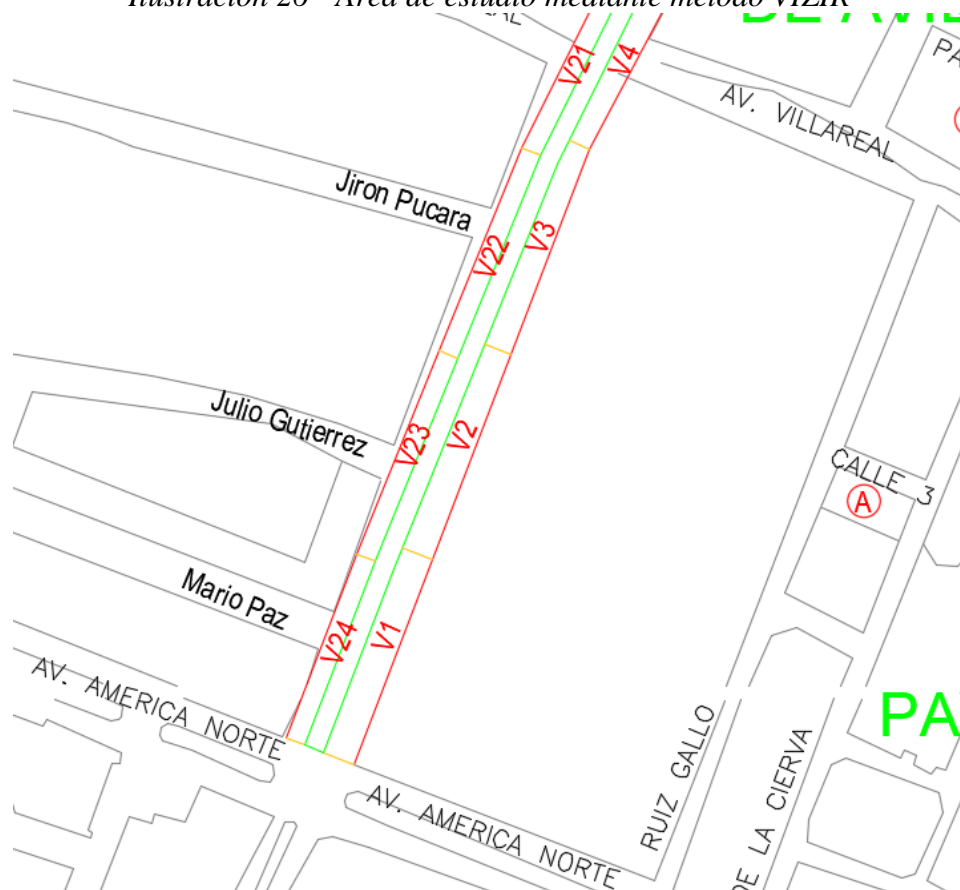 Ilustración 26 Área de estudio mediante método VIZIR
V21
V4
AV. VILLAREAL
Jiron Pucara
V22
V3
Julio Gutierrez
V23
V2
CALLE 3
A
Mario Paz
V24
V1
AV. AMERICA NORTE
PA
RUIZ GALLO
DE LA CIERVA
AV. AMERICA NORTE